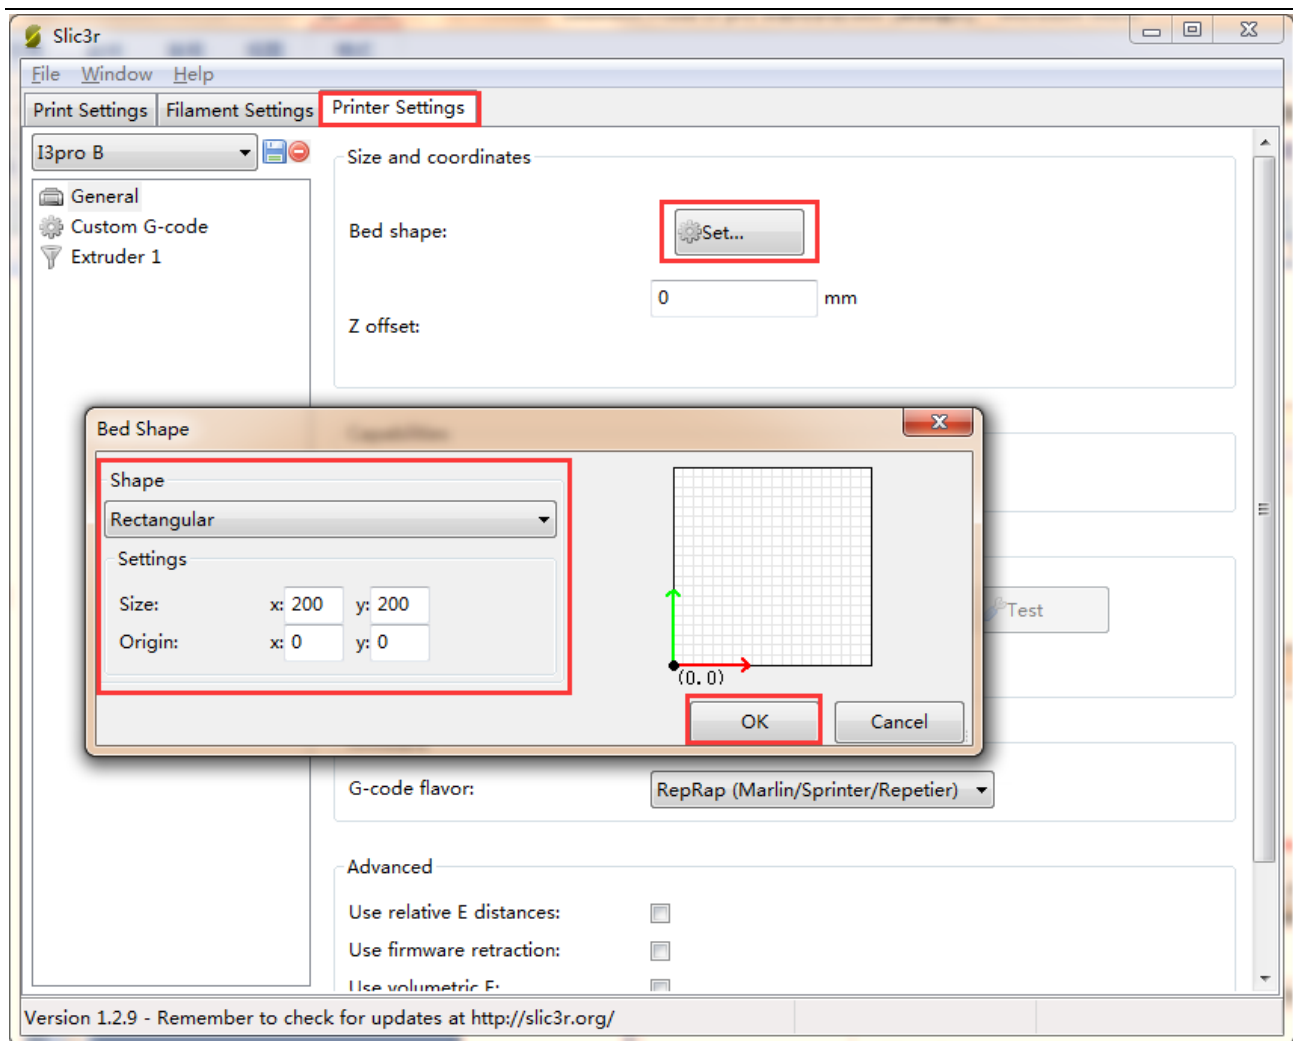 Slic3r
File Window Help
Print Settings Filament Settings Printer Settings
I3pro B
General
Custom G-code
Extruder 1
Size and coordinates
Bed shape: Set...
0 mm
Z offset:
Bed Shape
Capabilities
Shape
Rectangular
Settings
Size: x: 200 y: 200
Origin: x: 0 y: 0
(0,0)
OK Cancel
Test
G-code flavor: RepRap (Marlin/Sprinter/Repetier)
Advanced
Use relative E distances:
Use firmware retraction:
Use volumetric E:
Version 1.2.9 - Remember to check for updates at http://slic3r.org/